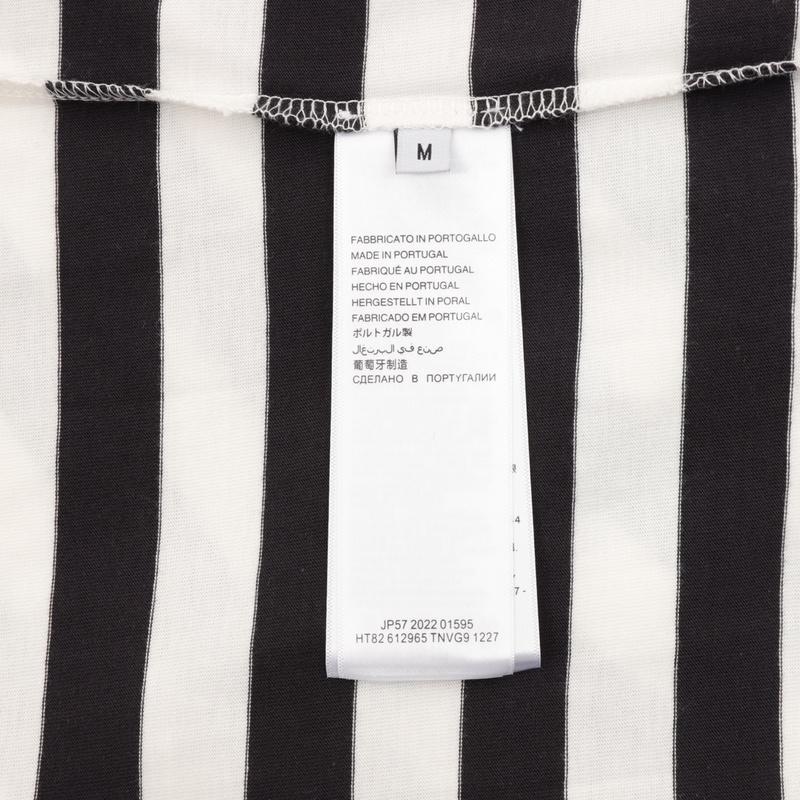 M
FABBRICATO IN PORTOGALLO
MADE IN PORTUGAL
FABRIQUÉ AU PORTUGAL
HECHO EN PORTUGAL
HERGESTELLT IN PORAL
FABRICADO EM PORTUGAL
ポルトガル製
صنع في البرتغال
葡萄牙制造
СДЕЛАНО В ПОРТУГАЛИИ
JP57 2022 01595
HT82 612965 TNVG9 1227